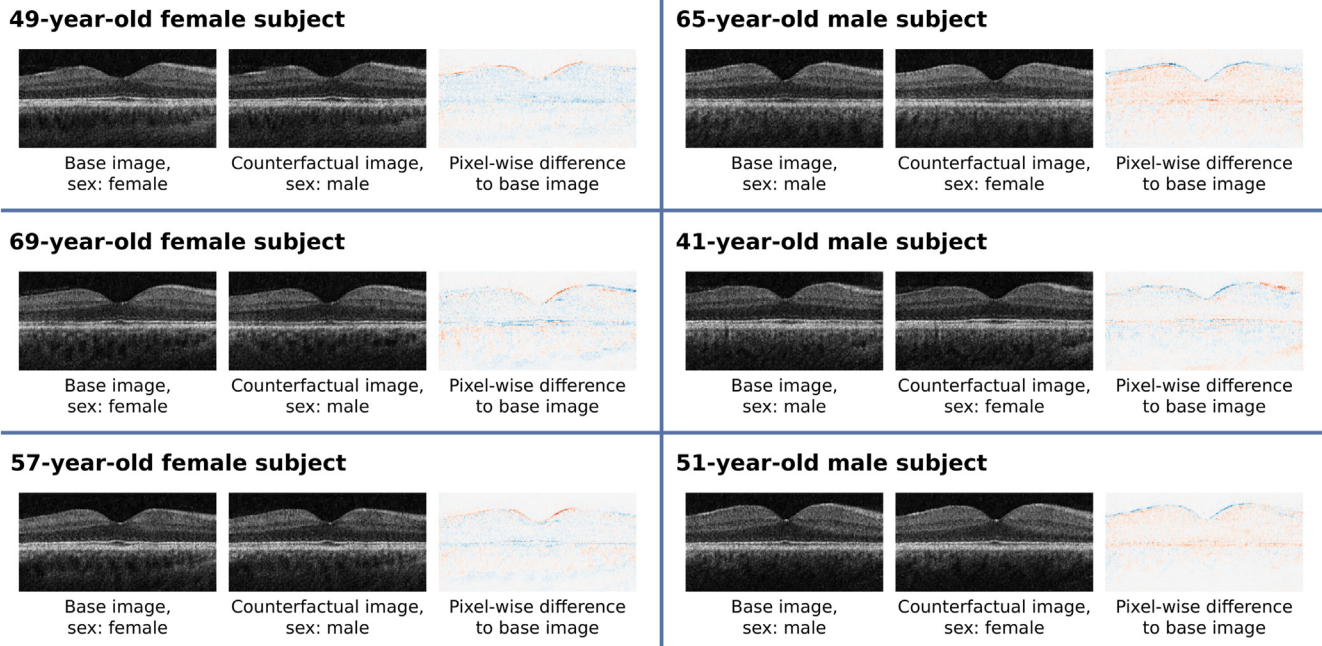 49-year-old female subject
Base image,
sex: female
Counterfactual image,
sex: male
Pixel-wise difference
to base image
65-year-old male subject
Base image,
sex: male
Counterfactual image,
sex: female
Pixel-wise difference
to base image
69-year-old female subject
Base image,
sex: female
Counterfactual image,
sex: male
Pixel-wise difference
to base image
41-year-old male subject
Base image,
sex: male
Counterfactual image,
sex: female
Pixel-wise difference
to base image
57-year-old female subject
Base image,
sex: female
Counterfactual image,
sex: male
Pixel-wise difference
to base image
51-year-old male subject
Base image,
sex: male
Counterfactual image,
sex: female
Pixel-wise difference
to base image